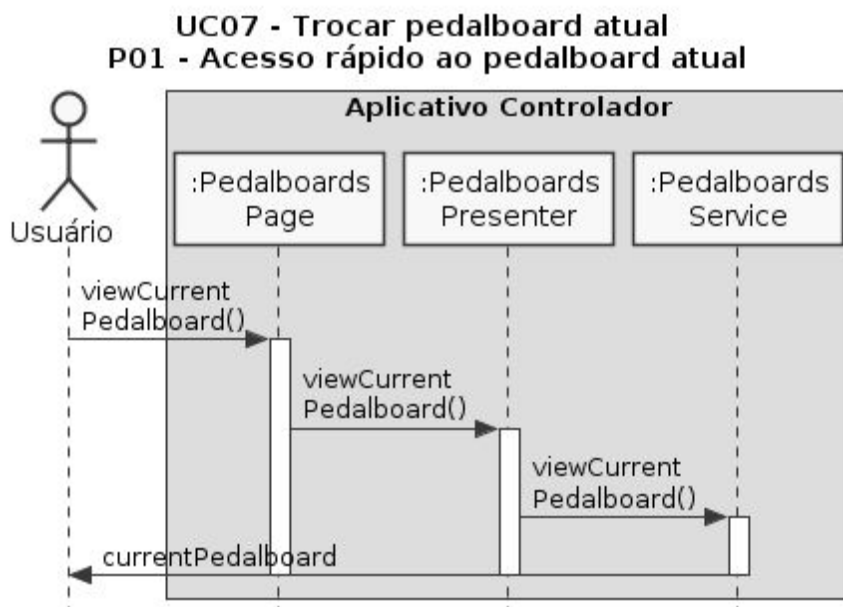 UC07 - Trocar pedalboard atual
P01 - Acesso rápido ao pedalboard atual
Aplicativo Controlador
:Pedalboards
Page
:Pedalboards
Presenter
:Pedalboards
Service
Usuário
viewCurrent
Pedalboard()
viewCurrent
Pedalboard()
viewCurrent
Pedalboard()
currentPedalboard